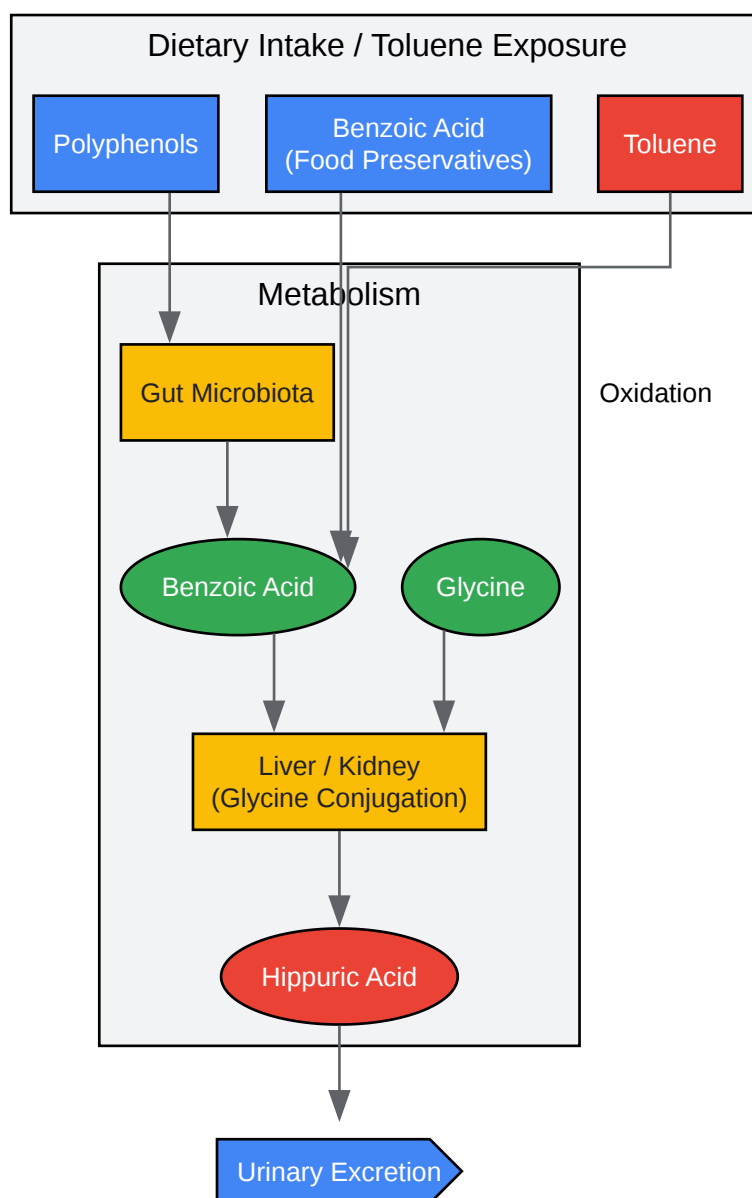 Dietary Intake / Toluene Exposure
Polyphenols
Benzoic Acid
(Food Preservatives)
Toluene
Metabolism
Gut Microbiota
Oxidation
Benzoic Acid
Glycine
Liver / Kidney
(Glycine Conjugation)
Hippuric Acid
Urinary Excretion